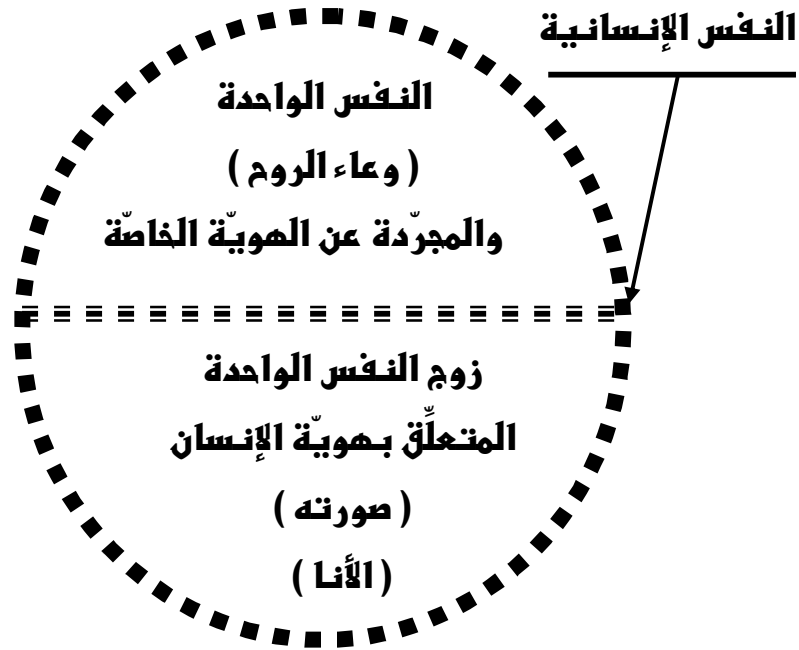 النفس الإنسانية
النفس الواحدة
( وعاء الروح )
والمجرّدة عن الهويّة الخاصّة
زوج النفس الواحدة
المتعلِّق بهويّة الإنسان
( صورته )
( الأنا )